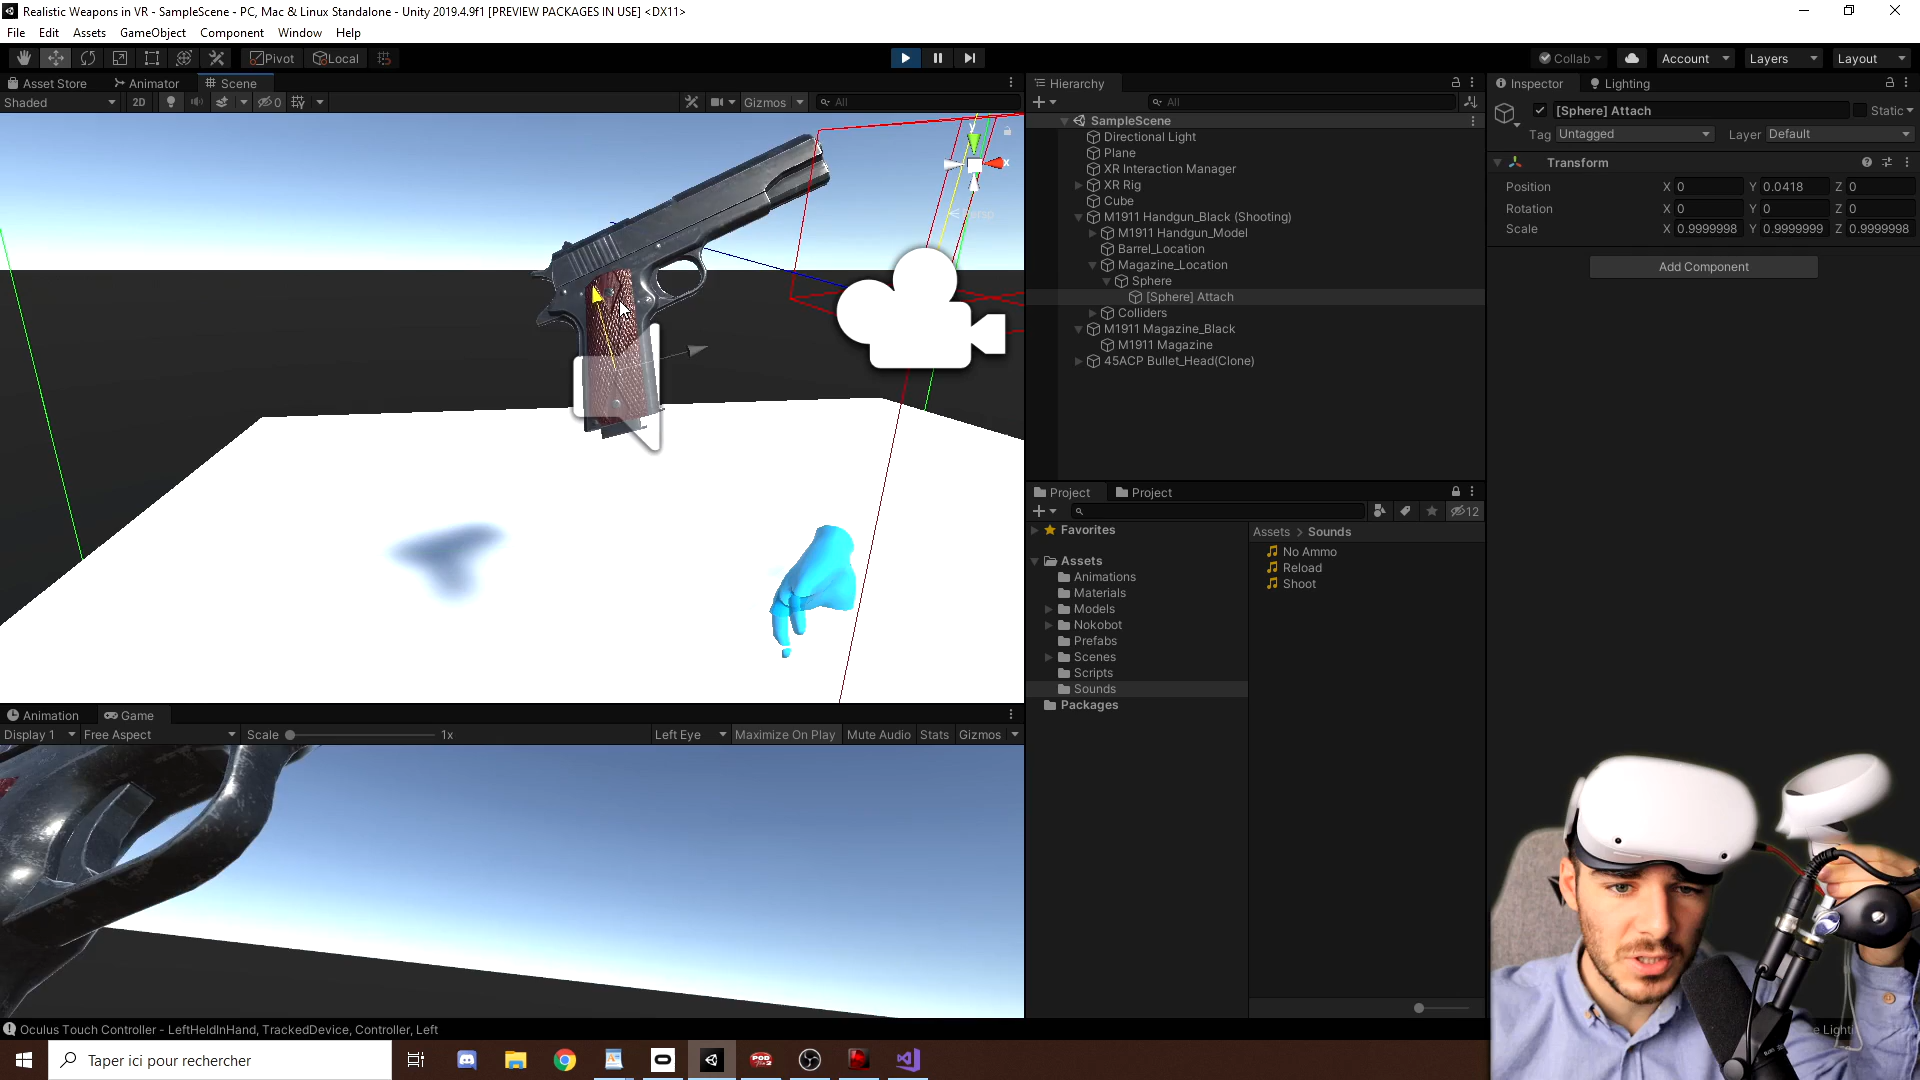 Realistic Weapons in VR - SampleScene - PC, Mac & Linux Standalone - Unity 2019.4.9f1 [PREVIEW PACKAGES IN USE] <DX11>
File Edit Assets GameObject Component Window Help
Pivot Local Collab Account Layers Layout
Asset Store Animator Scene
Shaded 2D 0 Gizmos All
y
x
Persp
Hierarchy
All
SampleScene
Directional Light
Plane
XR Interaction Manager
XR Rig
Cube
M1911 Handgun_Black (Shooting)
M1911 Handgun_Model
Barrel_Location
Magazine_Location
Sphere
[Sphere] Attach
Colliders
M1911 Magazine_Black
M1911 Magazine
45ACP Bullet_Head(Clone)
Inspector Lighting
[Sphere] Attach Static
Tag Untagged Layer Default
Transform
Position X 0 Y 0.0418 Z 0
Rotation X 0 Y 0 Z 0
Scale X 0.9999998 Y 0.9999999 Z 0.9999998
Add Component
Project Project
12
Favorites
Assets
Animations
Materials
Models
Nokobot
Prefabs
Scenes
Scripts
Sounds
Packages
Assets > Sounds
No Ammo
Reload
Shoot
Animation Game
Display 1 Free Aspect Scale 1x Left Eye Maximize On Play Mute Audio Stats Gizmos
Oculus Touch Controller - LeftHeldInHand, TrackedDevice, Controller, Left
Taper ici pour rechercher